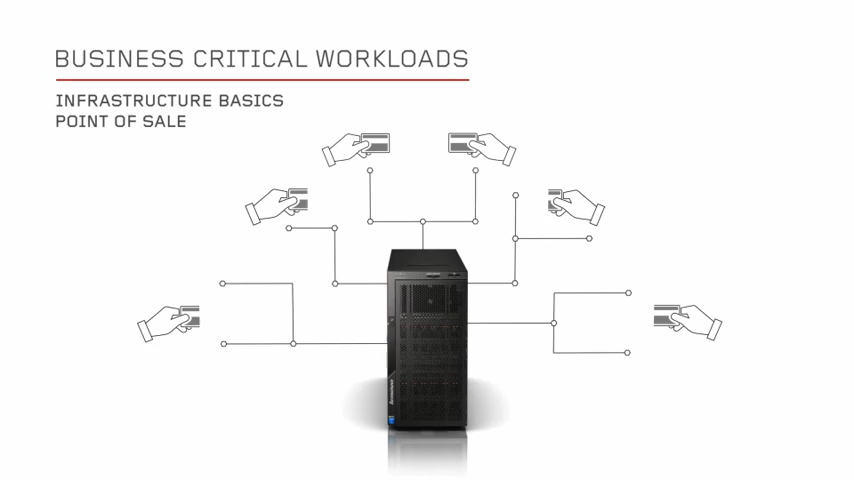 BUSINESS CRITICAL WORKLOADS
INFRASTRUCTURE BASICS
POINT OF SALE